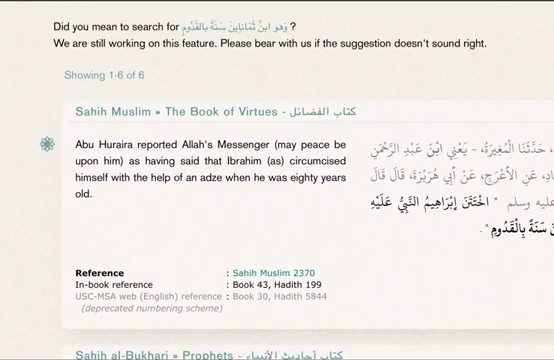 Did you mean to search for وَهو ابنُ ثَمَانِاينَ سَنَةً بالقَدُوِم ?
We are still working on this feature. Please bear with us if the suggestion doesn't sound right.
Showing 1-6 of 6
Sahih Muslim » The Book of Virtues - كتاب الفضائل
Abu Huraira reported Allah's Messenger (may peace be
upon him) as having said that Ibrahim (as) circumcised
himself with the help of an adze when he was eighty years
old.
، حَدَّثَنَا الْمُغِيرَةُ، - يَعْنِي ابْنَ عَبْدِ الرَّحْمَنِ
عَنِ الأَعْرَجِ، عَنْ أَبِي هُرَيْرَةَ، قَالَ قَالَ
عليه وسلم ‏"‏ اخْتَتَنَ إِبْرَاهِيمُ النَّبِيُّ عَلَيْهِ
سَنَةً بِالْقَدُومِ ‏"‏ ‏.‏
Reference : Sahih Muslim 2370
In-book reference : Book 43, Hadith 199
USC-MSA web (English) reference : Book 30, Hadith 5844
(deprecated numbering scheme)
Sahih al-Bukhari » Prophets - كتاب أحاديث الأنبياء